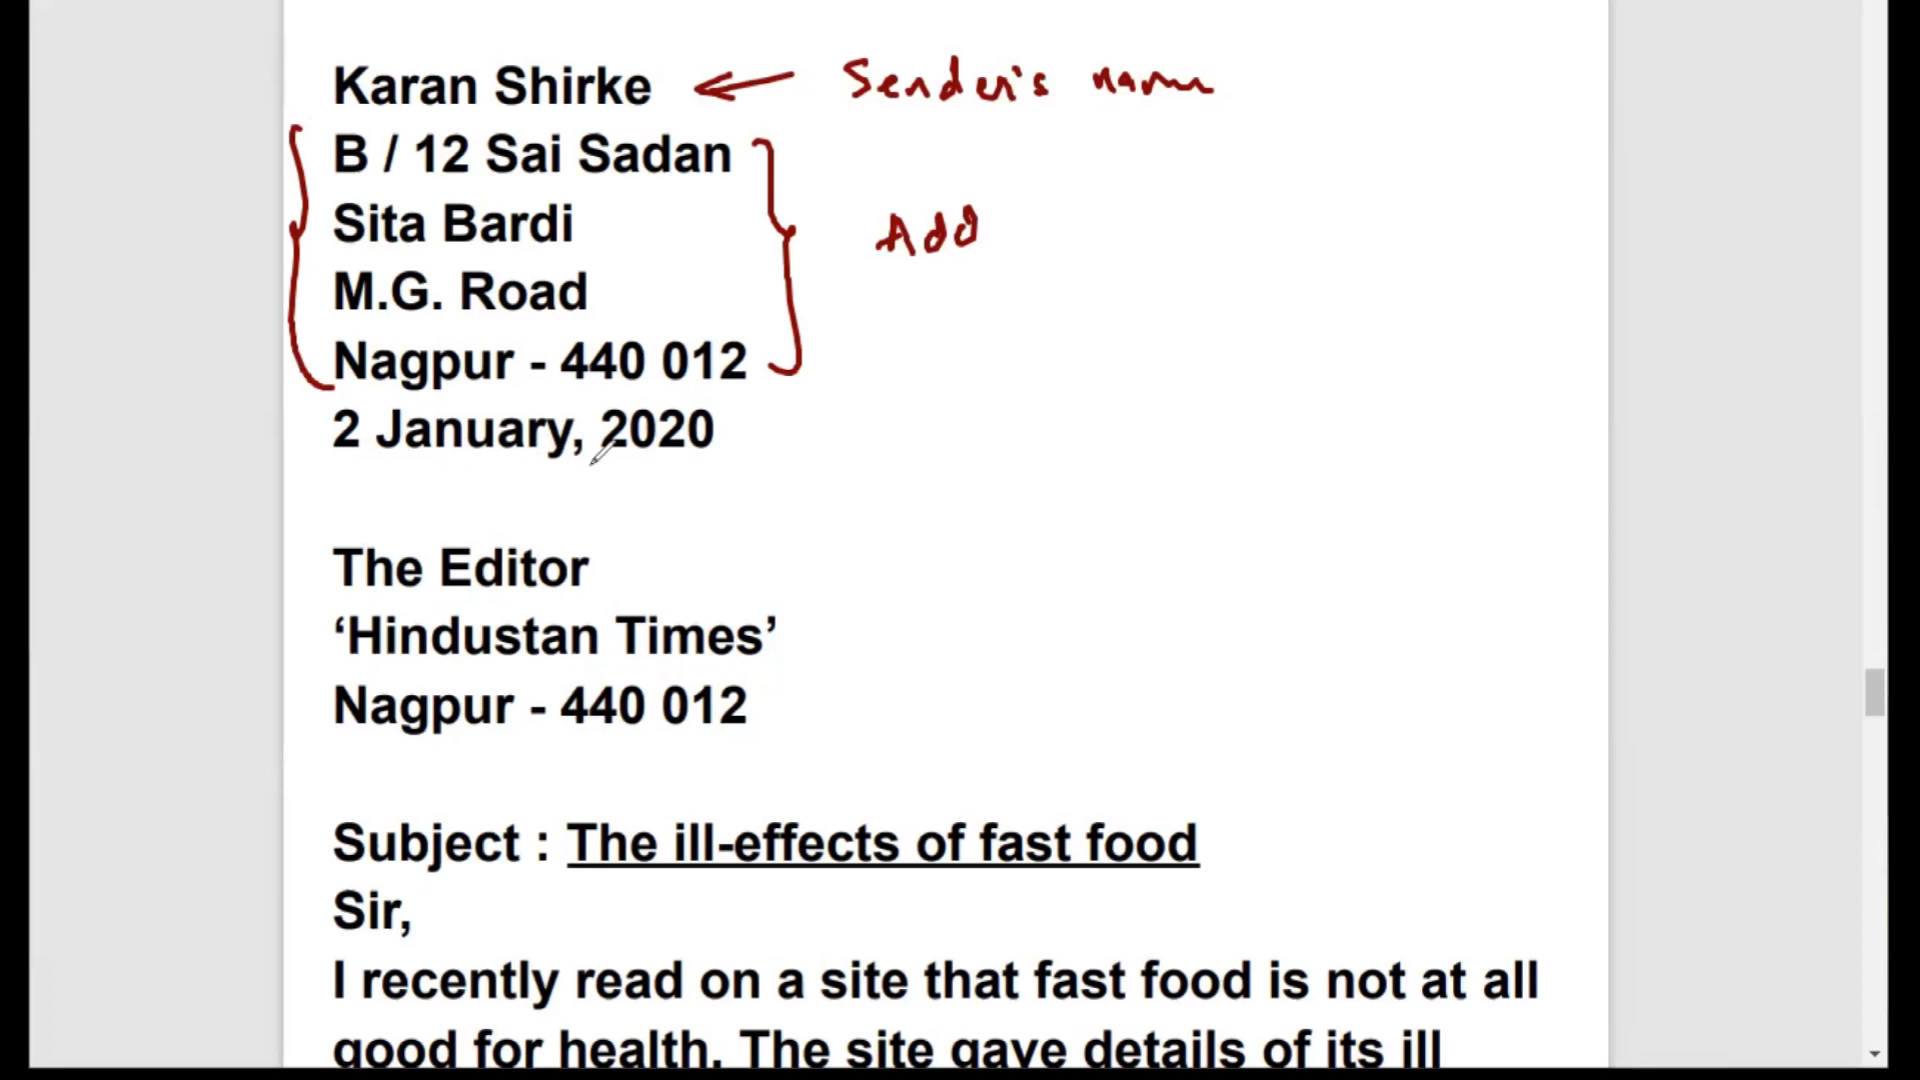 Karan Shirke Sender's name
B / 12 Sai Sadan
Sita Bardi Add
M.G. Road
Nagpur - 440 012
2 January, 2020
The Editor
‘Hindustan Times’
Nagpur - 440 012
Subject : The ill-effects of fast food
Sir,
I recently read on a site that fast food is not at all
good for health. The site gave details of its ill